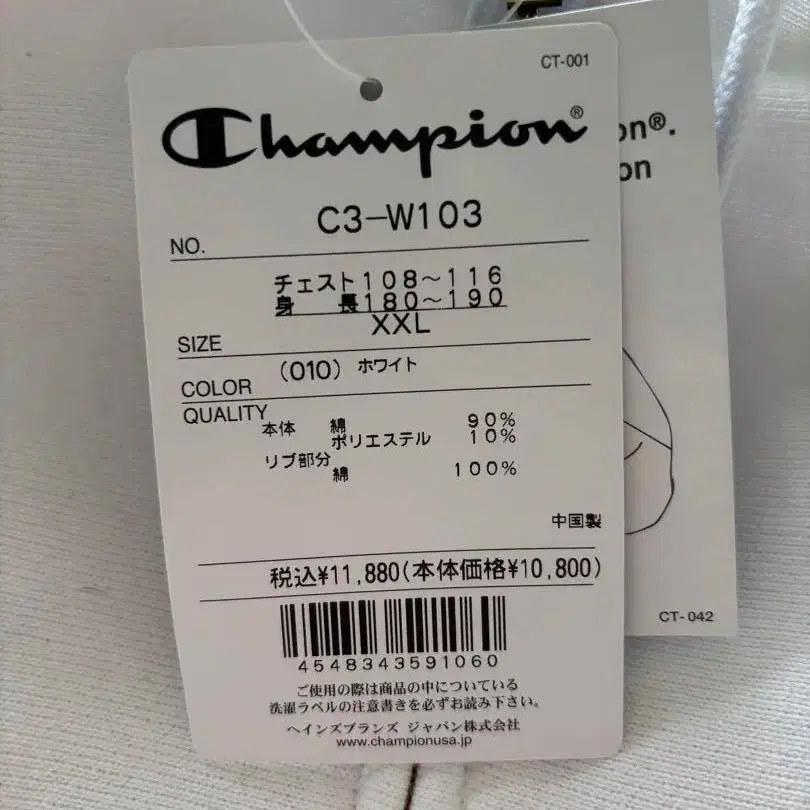 CT-001
Champion®
NO. C3-W103
チェスト108～116
身 長180～190
SIZE XXL
COLOR (010) ホワイト
QUALITY
本体 綿 90%
ポリエステル 10%
リブ部分
綿 100%
中国製
税込¥11,880(本体価格¥10,800)
4548343591060
ご使用の際は商品の中についている
洗濯ラベルの注意書きを必ずお読み下さい。
ヘインズブランズ ジャパン株式会社
www.championusa.jp
CT-042